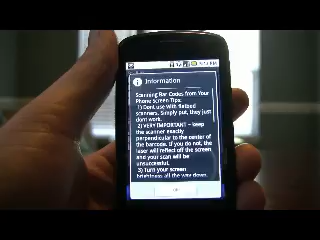 Information
Scanning Bar Codes from Your
Phone screen Tips:
1) Dont use with flatbed
scanners. Simply put, they just
dont work.
2) VERY IMPORTANT - keep
the scanner exactly
perpendicular to the center of
the barcode. If you do not, the
laser will reflect off the screen
and your scan will be
unsuccessful.
3) Turn your screen
brightness all the way down.